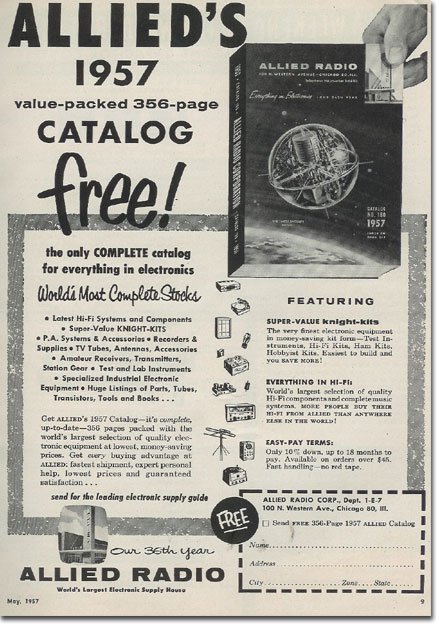 ALLIED'S
1957
value-packed 356-page
CATALOG
free!
ALLIED RADIO
100 N. WESTERN AVENUE • CHICAGO 80, ILL.
Everything in Electronics
ALLIED RADIO CORPORATION
CATALOG
NO. 160
1957
the only COMPLETE catalog
for everything in electronics
World's Most Complete Stocks
• Latest Hi-Fi Systems and Components
• Super-Value KNIGHT-KITS
• P.A. Systems & Accessories • Recorders &
Supplies • TV Tubes, Antennas, Accessories
• Amateur Receivers, Transmitters,
Station Gear • Test and Lab Instruments
• Specialized Industrial Electronic
Equipment • Huge Listings of Parts, Tubes,
Transistors, Tools and Books . . .
Get ALLIED'S 1957 Catalog—it's complete,
up-to-date—356 pages packed with the
world's largest selection of quality elec-
tronic equipment at lowest, money-saving
prices. Get every buying advantage at
ALLIED: fastest shipment, expert personal
help, lowest prices and guaranteed
satisfaction . . .
send for the leading electronic supply guide
Our 36th year
ALLIED RADIO
World's Largest Electronic Supply House
FEATURING
SUPER-VALUE knight-kits
The very finest electronic equipment
in money-saving kit form—Test In-
struments, Hi-Fi Kits, Ham Kits,
Hobbyist Kits. Easiest to build and
you SAVE MORE!
EVERYTHING IN HI-FI:
World's largest selection of quality
Hi-Fi components and complete music
systems. MORE PEOPLE BUY THEIR
HI-FI FROM ALLIED THAN ANYWHERE
ELSE IN THE WORLD!
EASY-PAY TERMS:
Only 10% down, up to 18 months to
pay. Available on orders over $45.
Fast handling—no red tape.
FREE
ALLIED RADIO CORP., Dept. 1-E-7
100 N. Western Ave., Chicago 80, Ill.
Send FREE 356-Page 1957 ALLIED Catalog
Name
Address
City Zone State
May, 1957
9